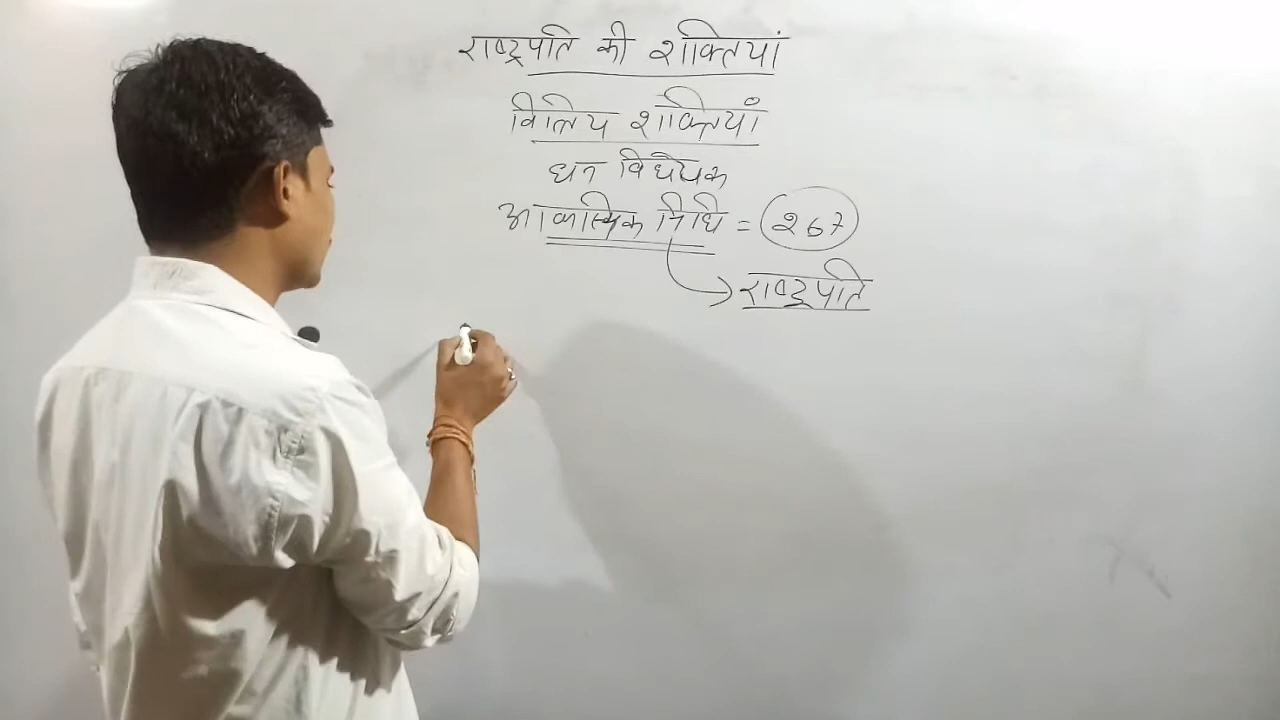 राष्ट्रपति की शक्तियां
वित्तिय शक्तियां
धन विधेयक
आकस्मिक निधि = 267
राष्ट्रपति